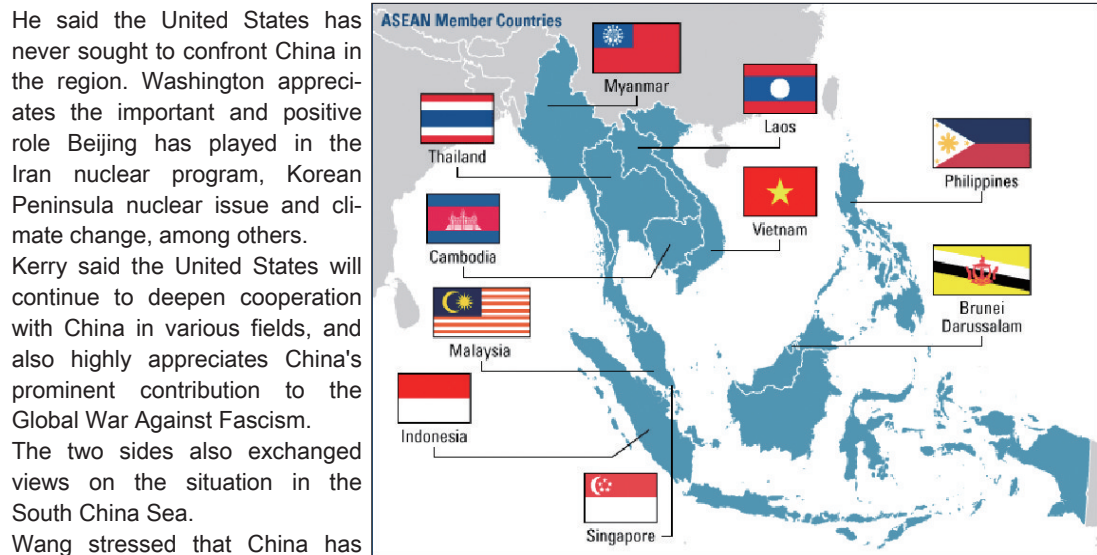 He said the United States has
never sought to confront China in
the region. Washington appreci-
ates the important and positive
role Beijing has played in the
Iran nuclear program, Korean
Peninsula nuclear issue and cli-
mate change, among others.
Kerry said the United States will
continue to deepen cooperation
with China in various fields, and
also highly appreciates China's
prominent contribution to the
Global War Against Fascism.
The two sides also exchanged
views on the situation in the
South China Sea.
Wang stressed that China has
ASEAN Member Countries
Myanmar
Laos
Thailand
Philippines
Vietnam
Cambodia
Brunei
Darussalam
Malaysia
Indonesia
Singapore